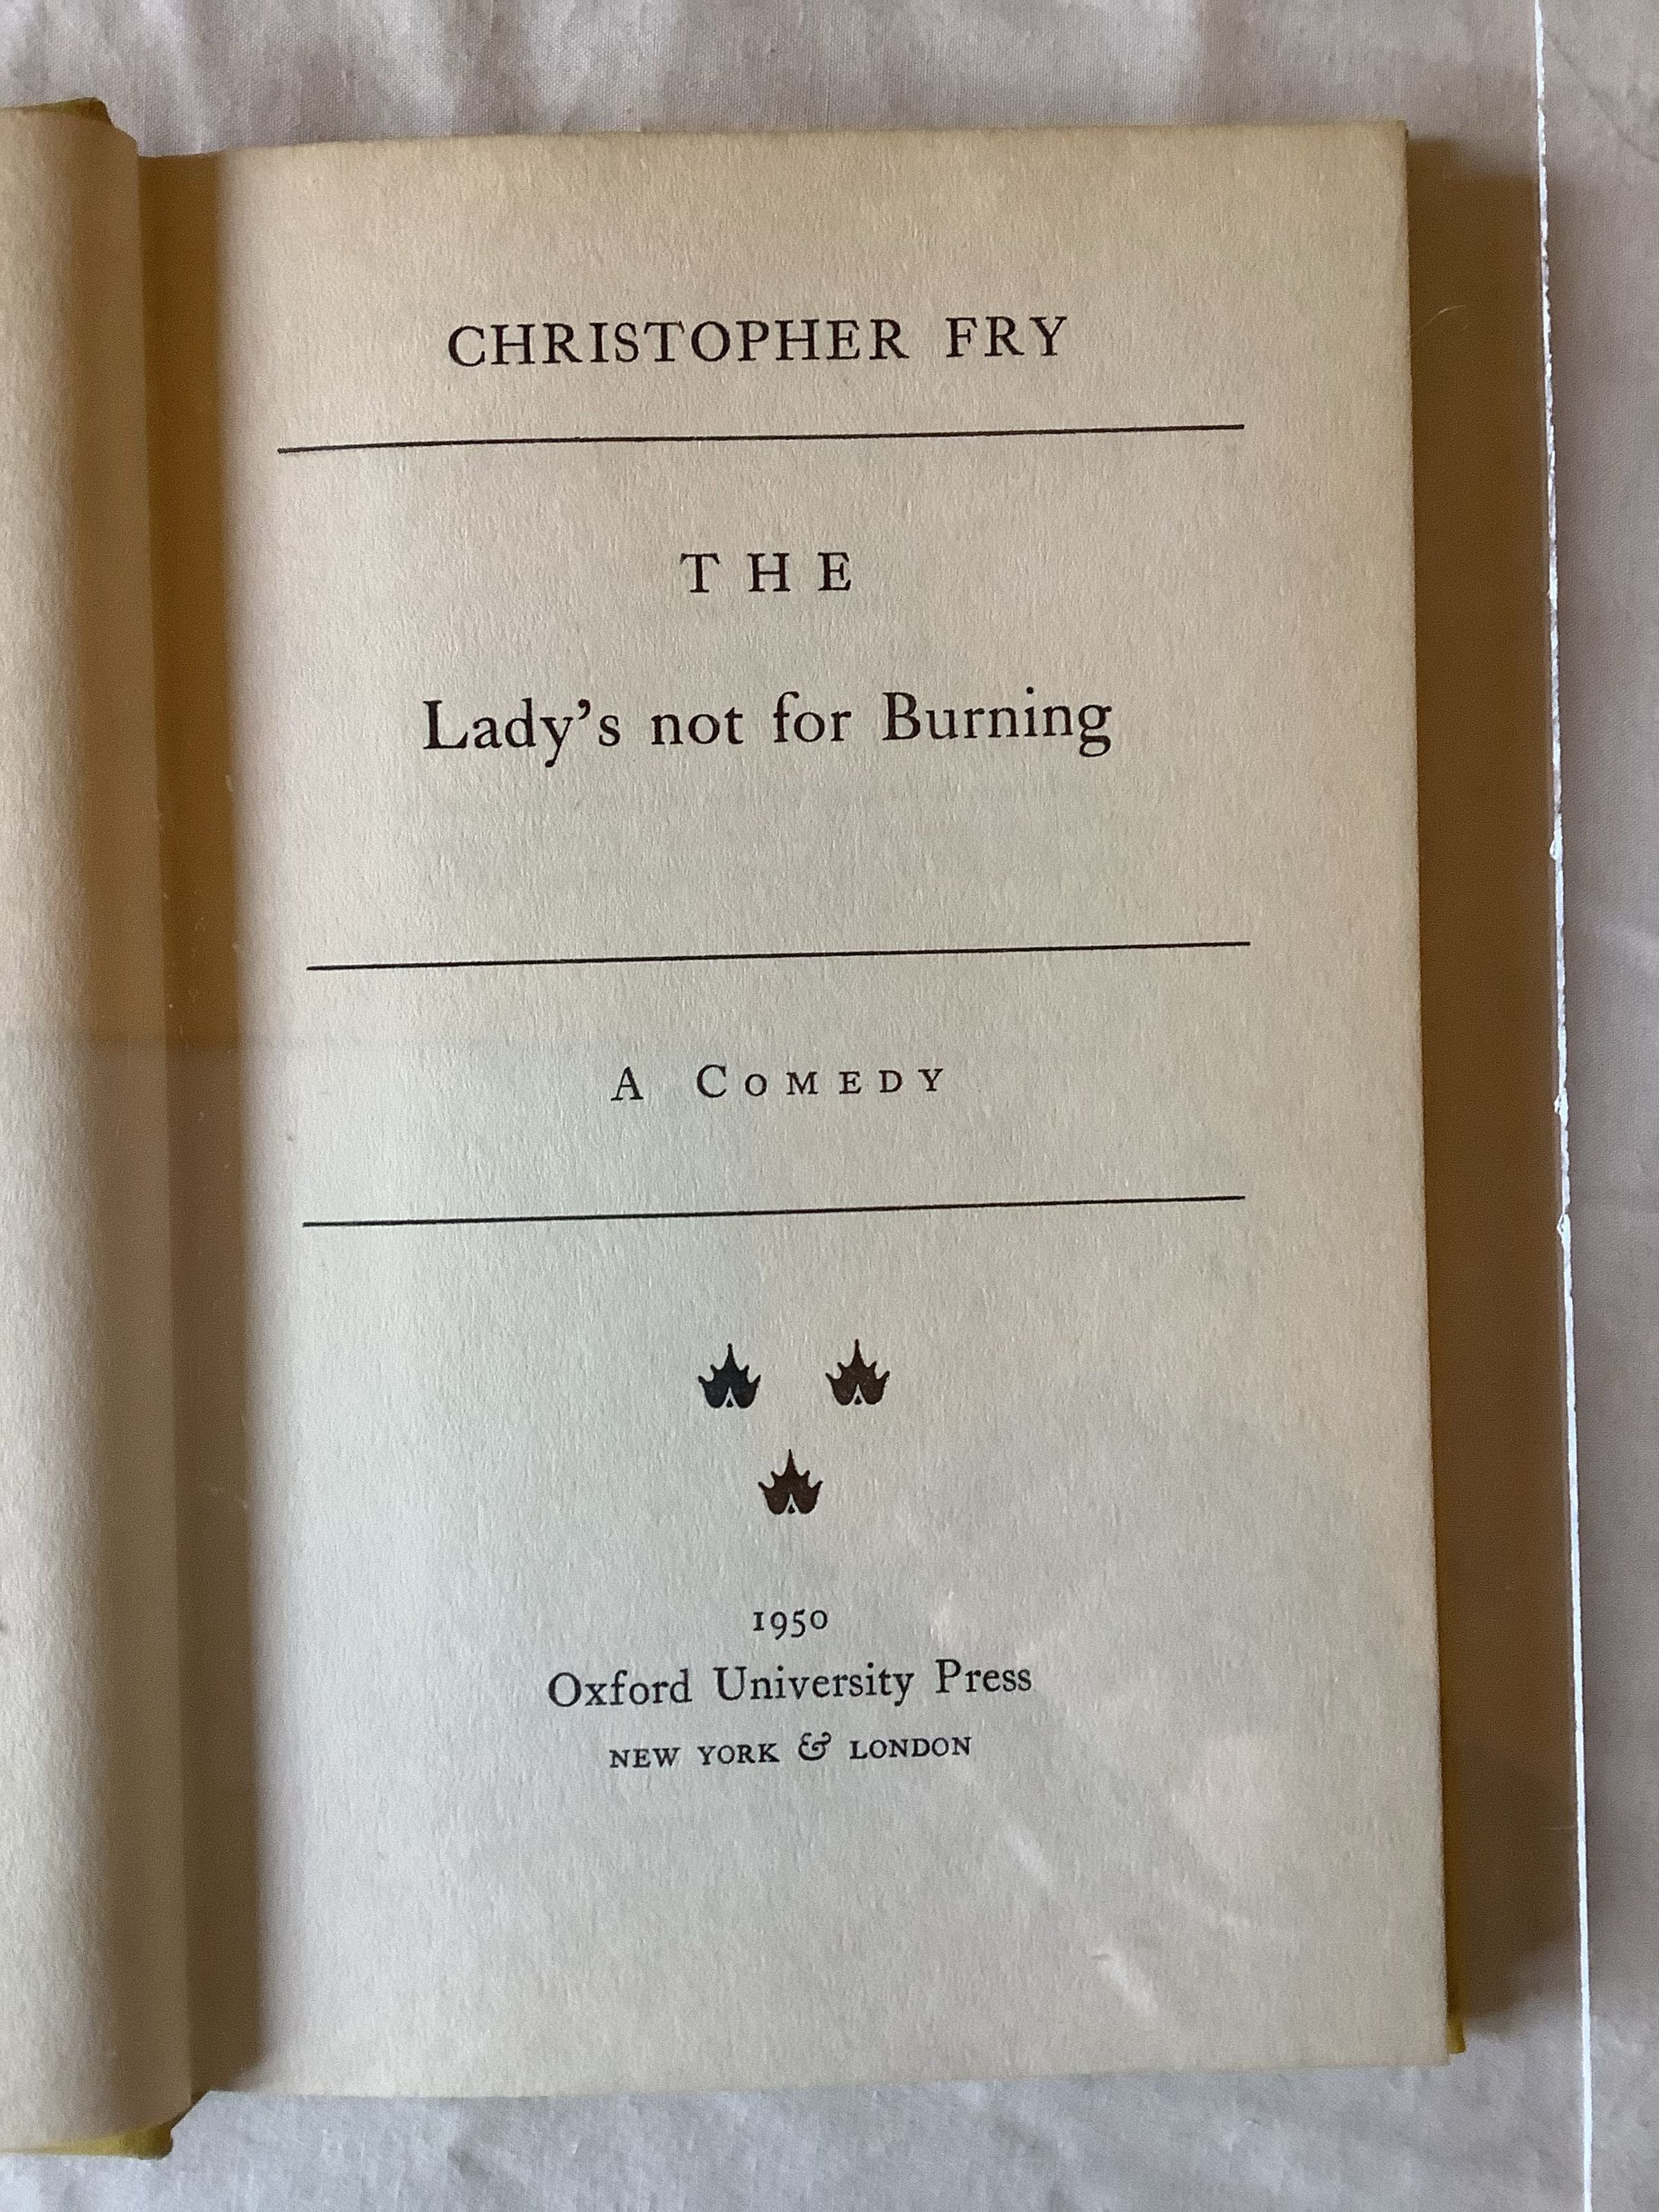 CHRISTOPHER FRY
THE
Lady’s not for Burning
A COMEDY
1950
Oxford University Press
NEW YORK & LONDON